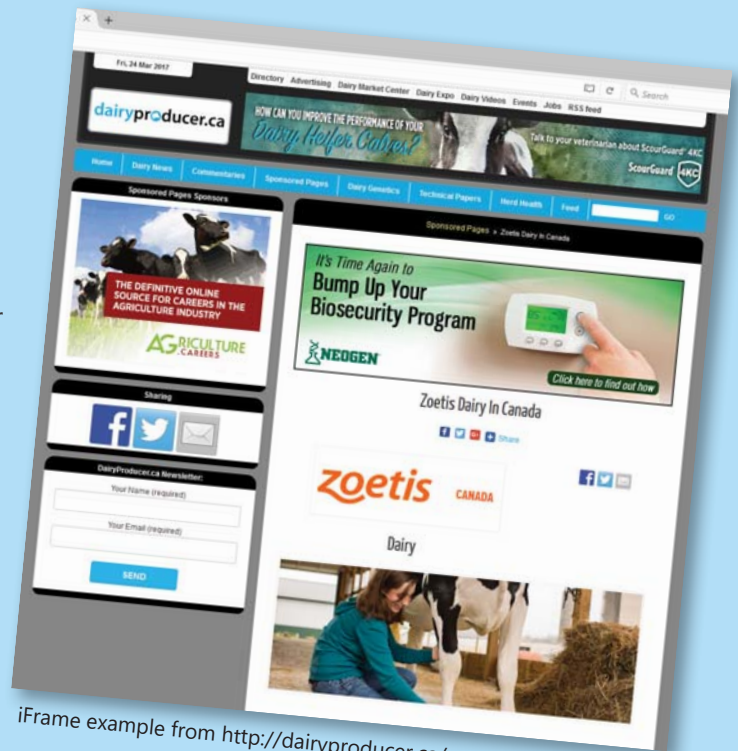 Fri, 24 Mar 2017
Directory Advertising Dairy Market Center Dairy Expo Dairy Videos Events Jobs RSS feed
Search
dairyproducer.ca
HOW CAN YOU IMPROVE THE PERFORMANCE OF YOUR
Dairy Heifer Calves?
Talk to your veterinarian about ScourGuard® 4KC
ScourGuard 4KC
Home Dairy News Commentaries Sponsored Pages Dairy Genetics Technical Papers Herd Health Feed GO
Sponsored Pages Sponsors
THE DEFINITIVE ONLINE
SOURCE FOR CAREERS IN THE
AGRICULTURE INDUSTRY
AGRICULTURE
.CAREERS
Sharing
DairyProducer.ca Newsletter:
Your Name (required)
Your Email (required)
SEND
Sponsored Pages » Zoetis Dairy In Canada
It's Time Again to
Bump Up Your
Biosecurity Program
NEOGEN
Click here to find out how
Zoetis Dairy In Canada
Share
zoetis CANADA
Dairy
iFrame example from http://dairyproducer.ca/